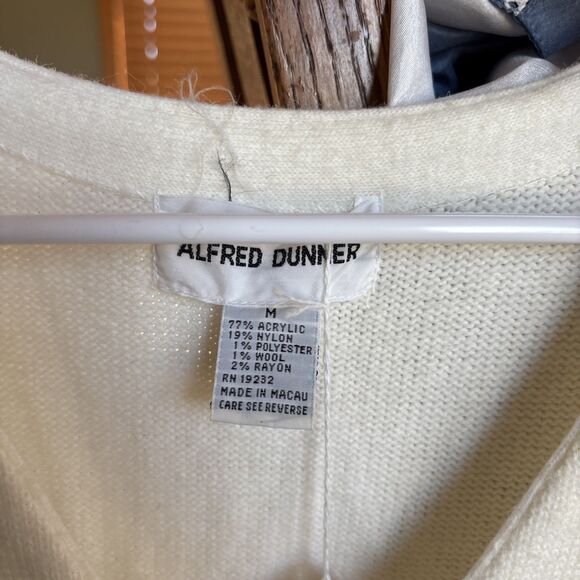 ALFRED DUNNER
M
77% ACRYLIC
19% NYLON
1% POLYESTER
1% WOOL
2% RAYON
RN 19232
MADE IN MACAU
CARE SEE REVERSE